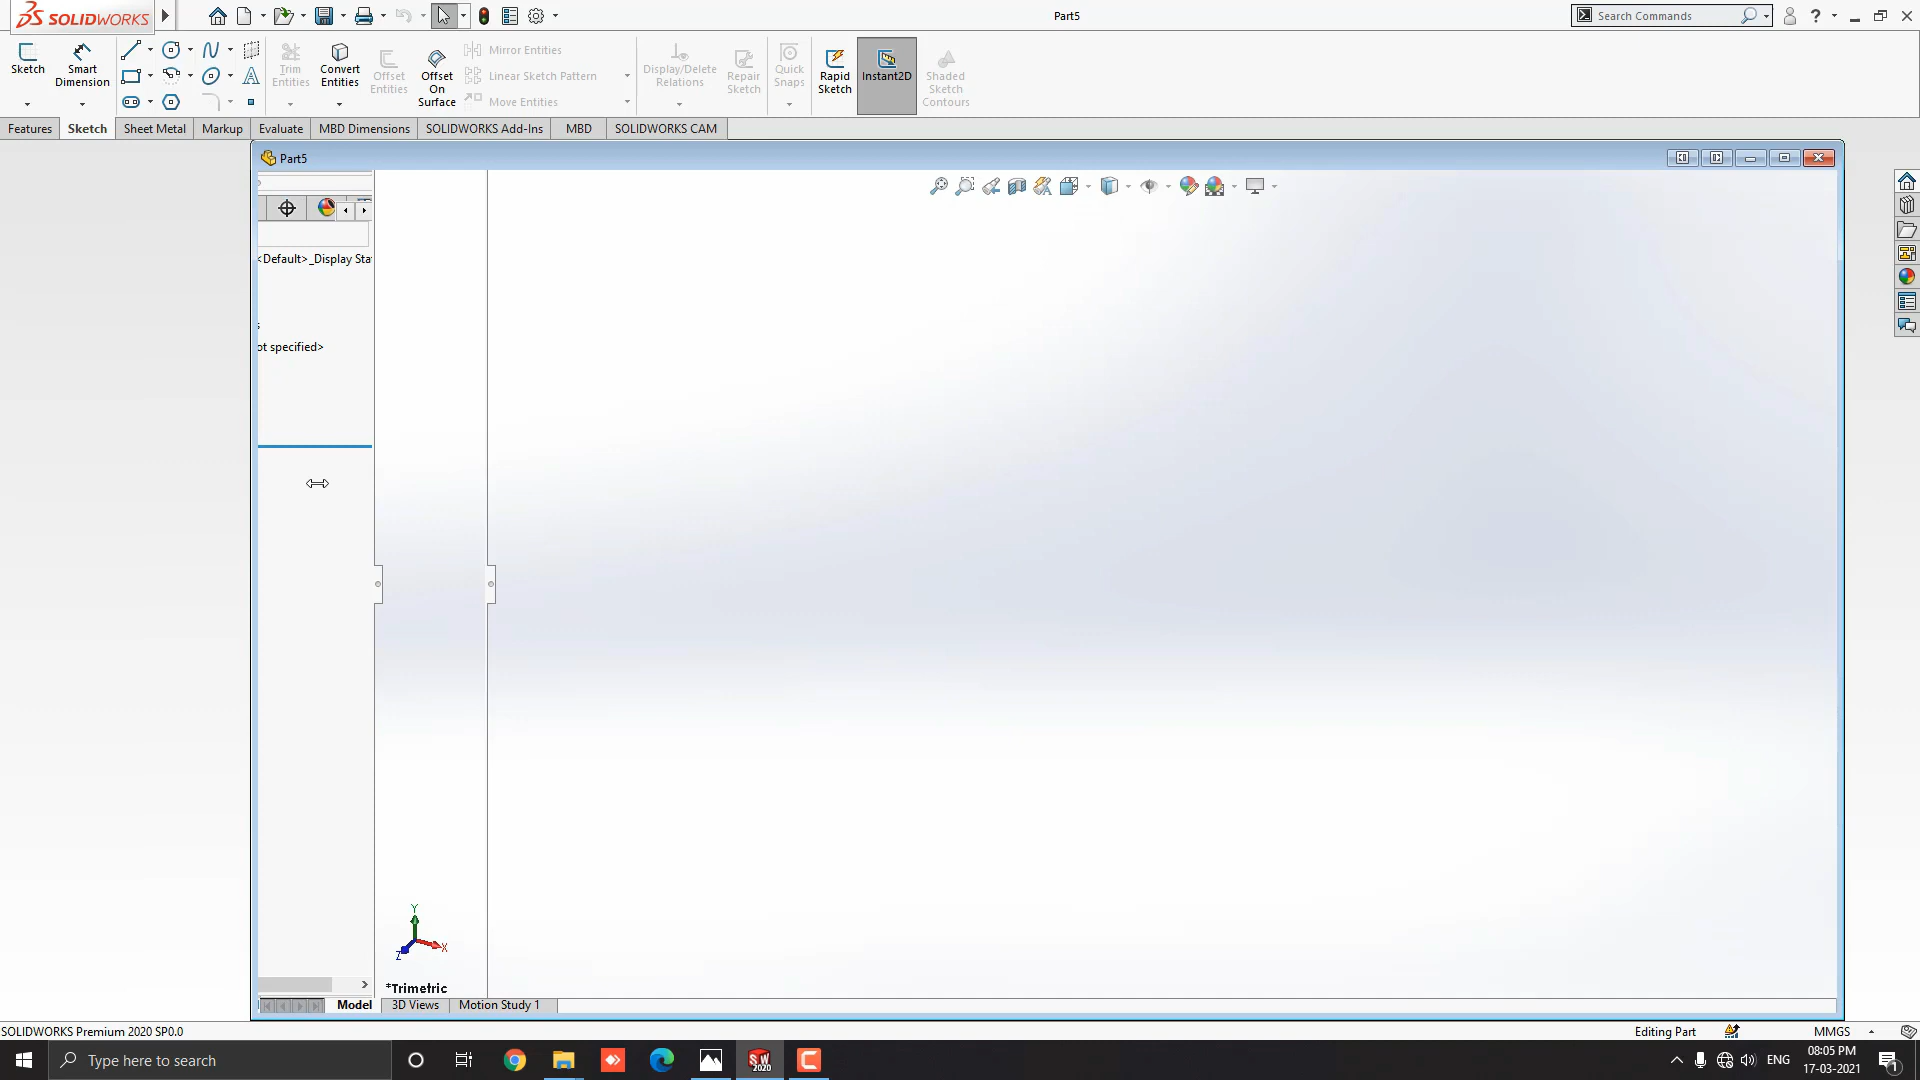 SOLIDWORKS
Part5
Search Commands
Sketch
Smart Dimension
Trim Entities
Convert Entities
Offset Entities
Offset On Surface
Mirror Entities
Linear Sketch Pattern
Move Entities
Display/Delete Relations
Repair Sketch
Quick Snaps
Rapid Sketch
Instant2D
Shaded Sketch Contours
Features
Sketch
Sheet Metal
Markup
Evaluate
MBD Dimensions
SOLIDWORKS Add-Ins
MBD
SOLIDWORKS CAM
Part5
<Default>_Display Sta
s
ot specified>
Y
X
Z
*Trimetric
Model
3D Views
Motion Study 1
SOLIDWORKS Premium 2020 SP0.0
Editing Part
MMGS
Type here to search
SW
2020
ENG
08:05 PM
17-03-2021
1